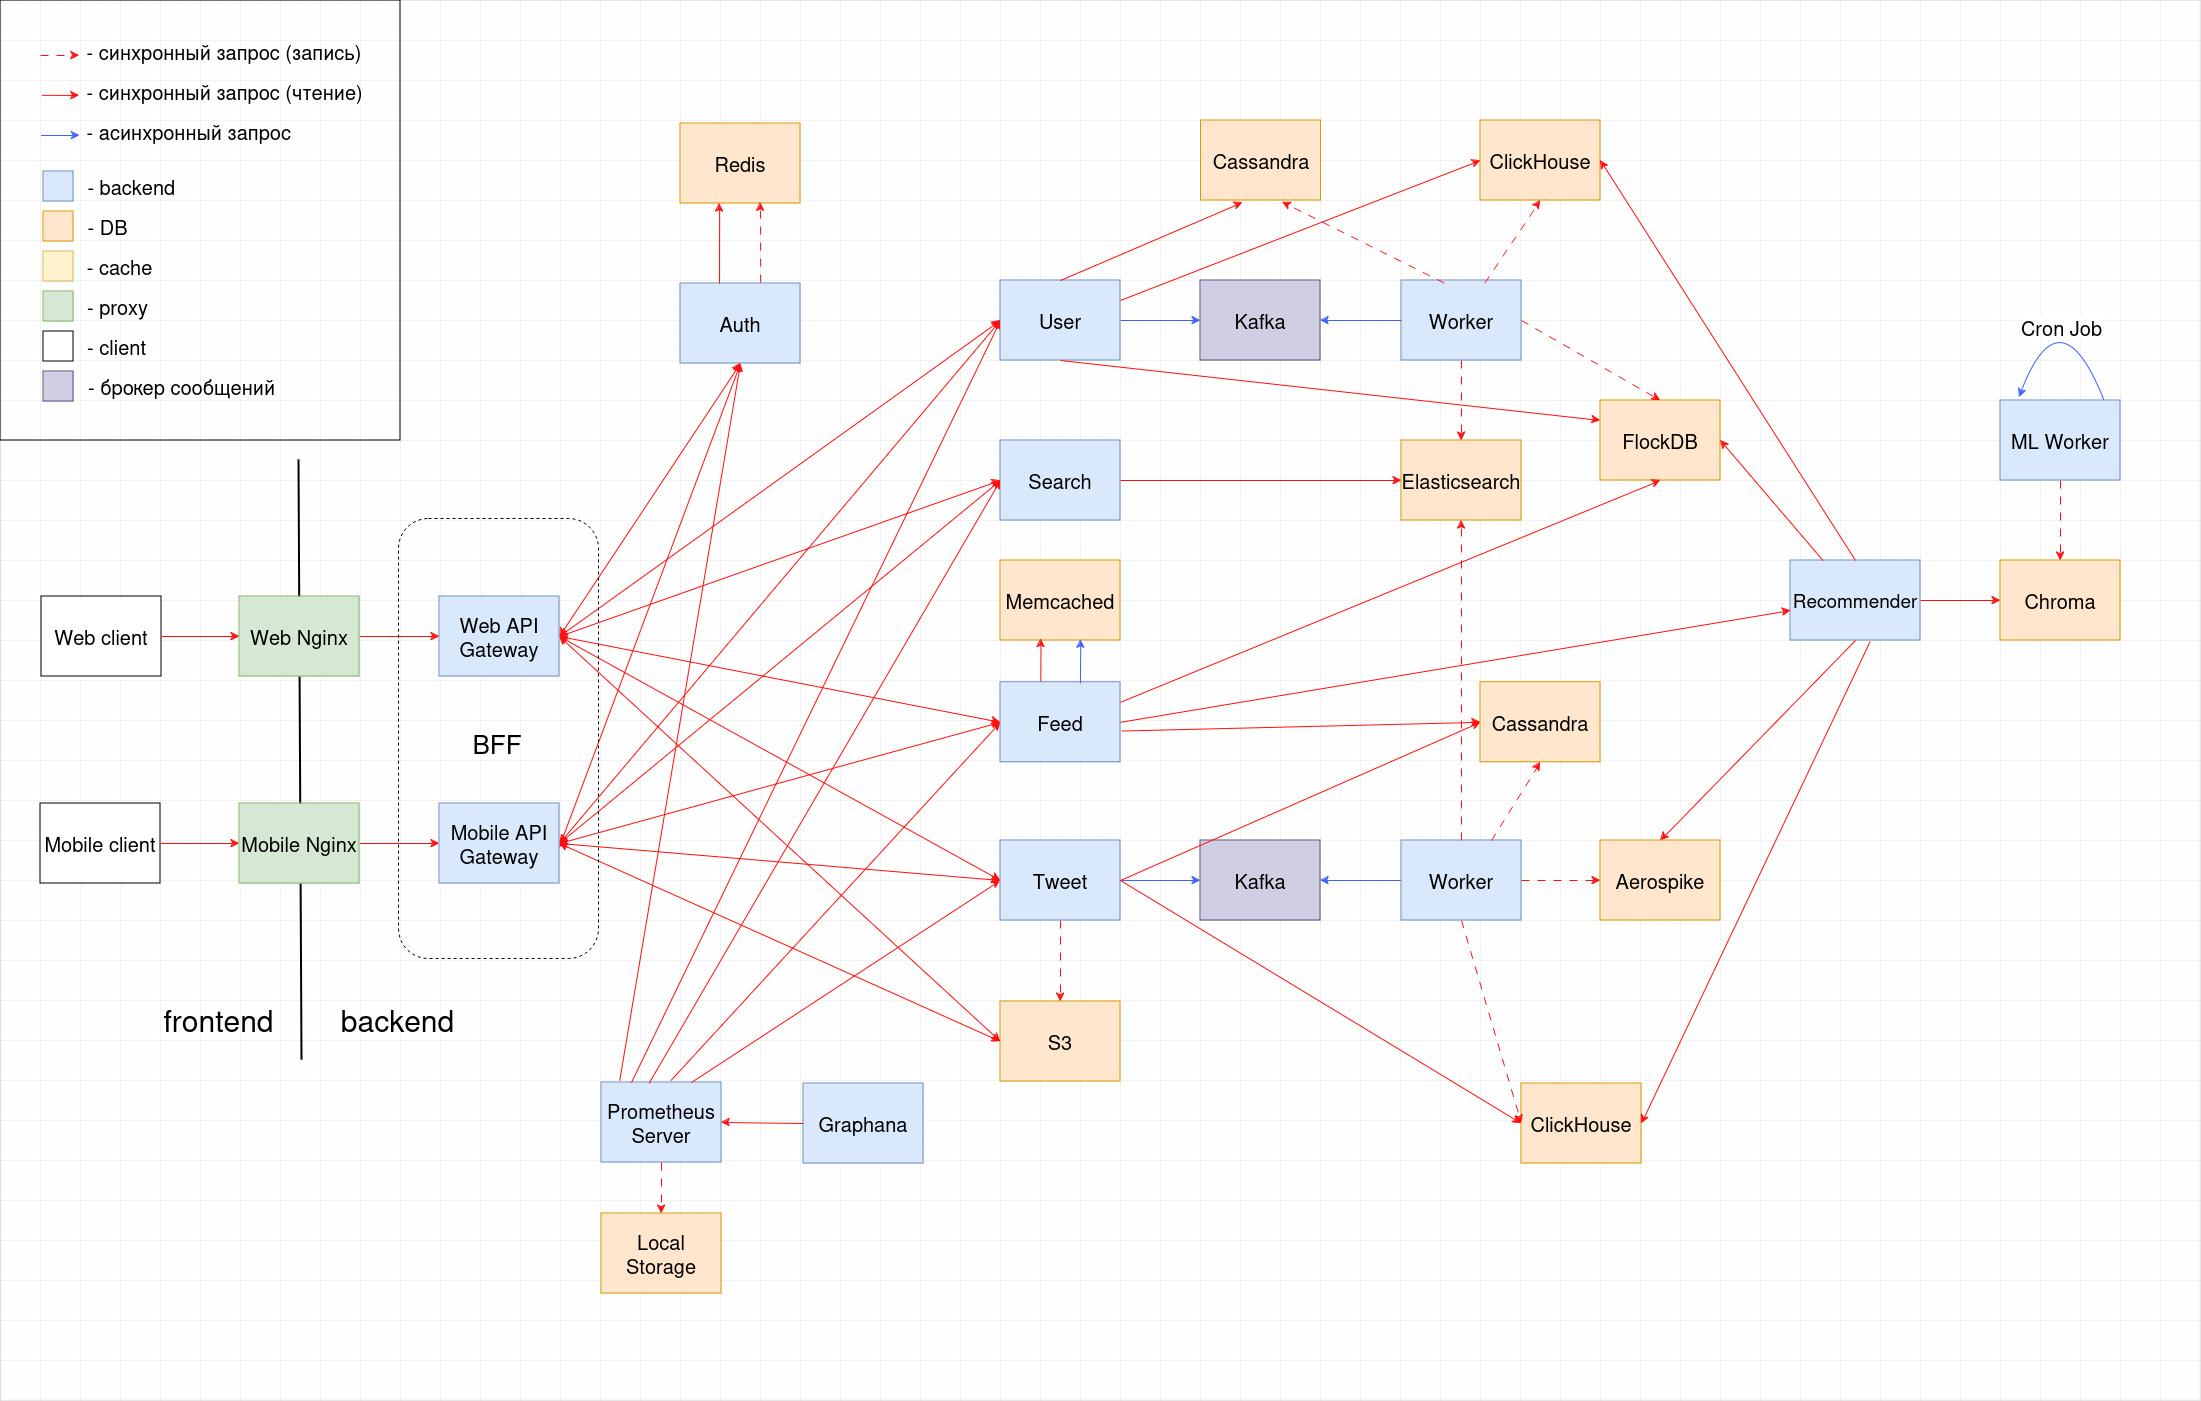 - синхронный запрос (запись)
- синхронный запрос (чтение)
- асинхронный запрос
- backend
- DB
- cache
- proxy
- client
- брокер сообщений
Redis
Cassandra
ClickHouse
Auth
User
Kafka
Worker
Cron Job
FlockDB
ML Worker
Search
Elasticsearch
Memcached
Recommender
Chroma
Web client
Web Nginx
Web API
Gateway
BFF
Feed
Cassandra
Mobile client
Mobile Nginx
Mobile API
Gateway
Tweet
Kafka
Worker
Aerospike
frontend
backend
S3
Prometheus
Server
Graphana
ClickHouse
Local
Storage